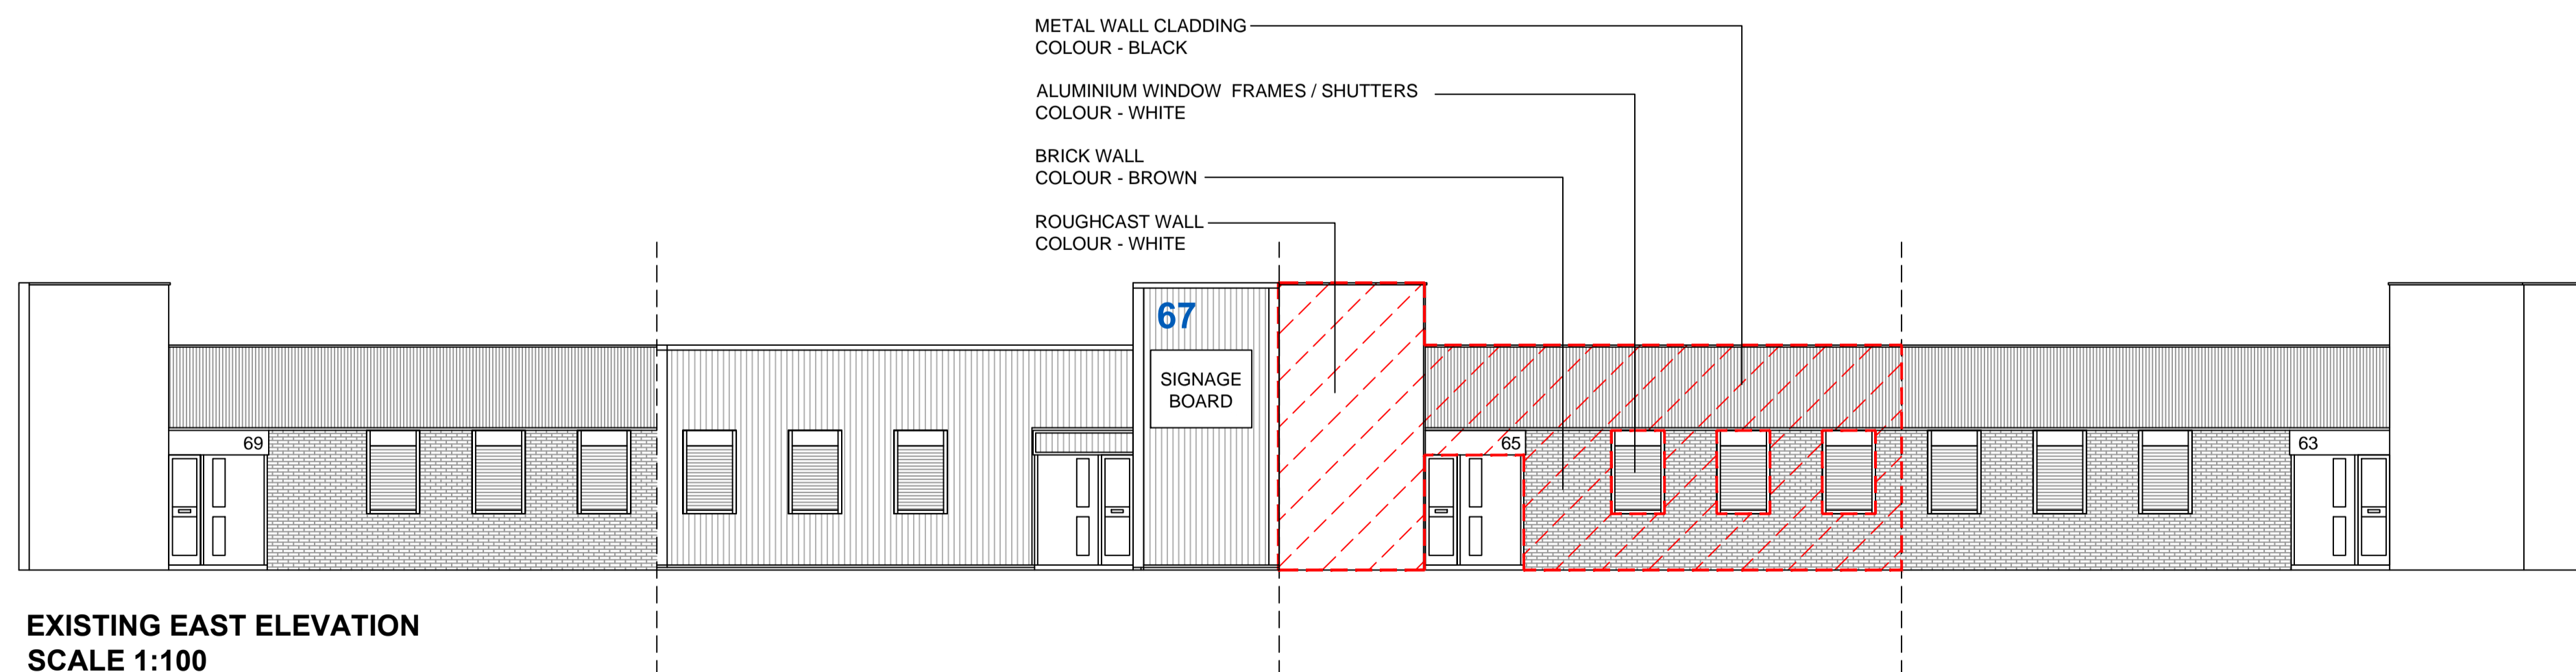 METAL WALL CLADDING
COLOUR - BLACK
ALUMINIUM WINDOW FRAMES / SHUTTERS
COLOUR - WHITE
BRICK WALL
COLOUR - BROWN
ROUGHCAST WALL
COLOUR - WHITE
67
SIGNAGE
BOARD
69
65
63
EXISTING EAST ELEVATION
SCALE 1:100